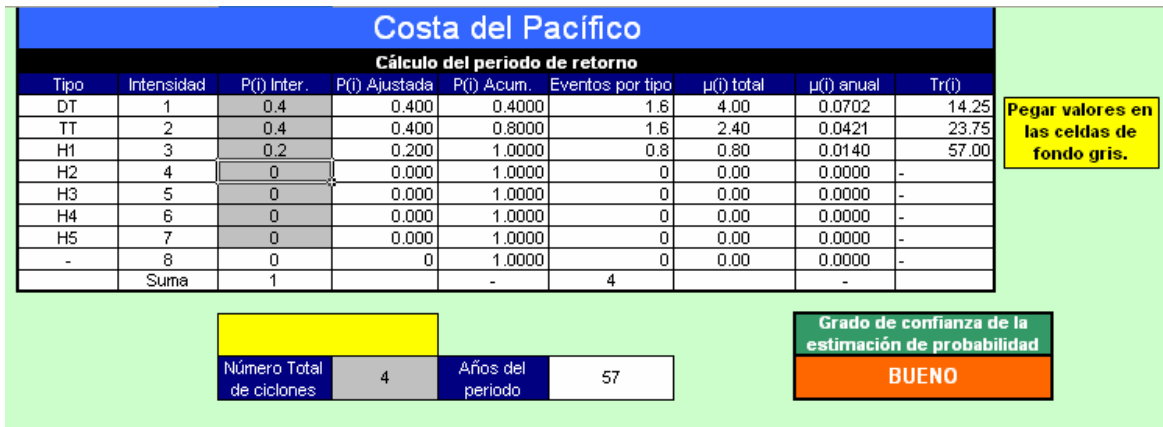 Costa del Pacífico
Cálculo del periodo de retorno
Tipo Intensidad P(i) Inter. P(i) Ajustada P(i) Acum. Eventos por tipo µ(i) total µ(i) anual Tr(i)
DT 1 0.4 0.400 0.4000 1.6 4.00 0.0702 14.25
TT 2 0.4 0.400 0.8000 1.6 2.40 0.0421 23.75
H1 3 0.2 0.200 1.0000 0.8 0.80 0.0140 57.00
H2 4 0 0.000 1.0000 0 0.00 0.0000 -
H3 5 0 0.000 1.0000 0 0.00 0.0000 -
H4 6 0 0.000 1.0000 0 0.00 0.0000 -
H5 7 0 0.000 1.0000 0 0.00 0.0000 -
- 8 0 0 1.0000 0 0.00 0.0000 -
Suma 1 - 4 -
Pegar valores en
las celdas de
fondo gris.
Número Total
de ciclones
4
Años del
periodo
57
Grado de confianza de la
estimación de probabilidad
BUENO